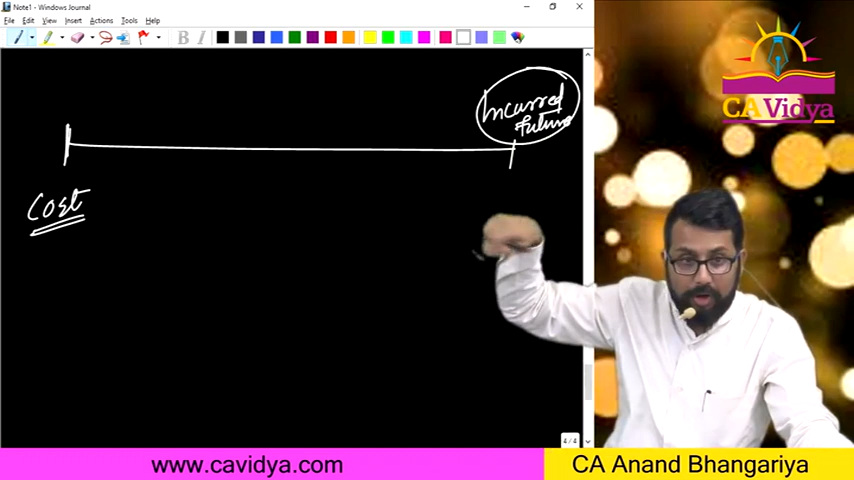 Note1 - Windows Journal
File Edit View Insert Actions Tools Help
B I
Incurred
future
Cost
4 / 4
CA Vidya
www.cavidya.com
CA Anand Bhangariya